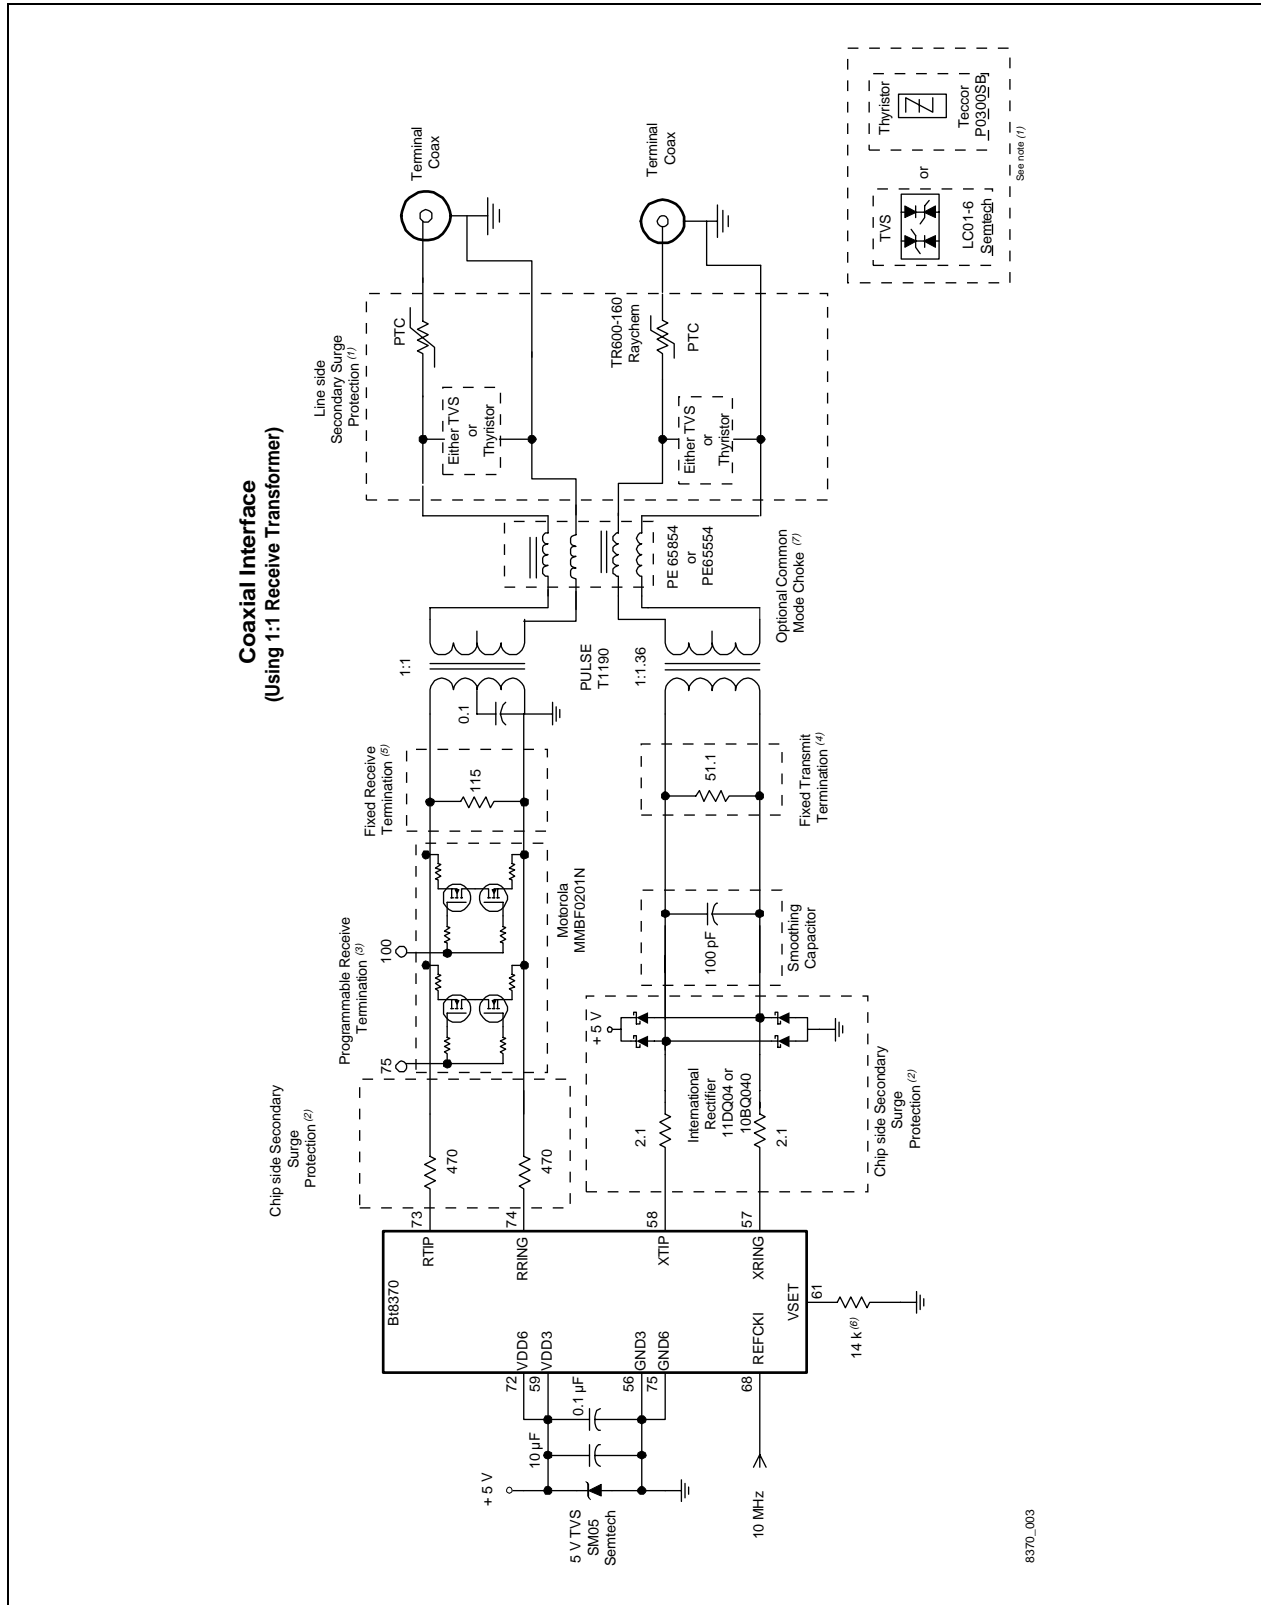 Coaxial Interface
(Using 1:1 Receive Transformer)
Chip side Secondary
Surge
Protection (2)
Programmable Receive
Termination (3)
Fixed Receive
Termination (5)
Line side
Secondary Surge
Protection (1)
Terminal
Coax
75
100
115
0.1
1:1
PTC
Either TVS
or
Thyristor
470
470
Motorola
MMBF0201N
PULSE
T1190
1:1.36
PE 65854
or
PE65554
TR600-160
Raychem
PTC
Either TVS
or
Thyristor
Terminal
Coax
Optional Common
Mode Choke (7)
Bt8370
RTIP
73
RRING
74
XTIP
58
XRING
57
VSET
61
14 k (6)
VDD6
72
VDD3
59
GND3
56
GND6
75
REFCKI
68
+ 5 V
10 µF
0.1 µF
5 V TVS
SM05
Semtech
10 MHz
2.1
2.1
International
Rectifier
11DQ04 or
10BQ040
+ 5 V
Chip side Secondary
Surge
Protection (2)
100 pF
Smoothing
Capacitor
51.1
Fixed Transmit
Termination (4)
TVS
LC01-6
Semtech
or
Thyristor
Teccor
P0300SB
See note (1)
8370_003